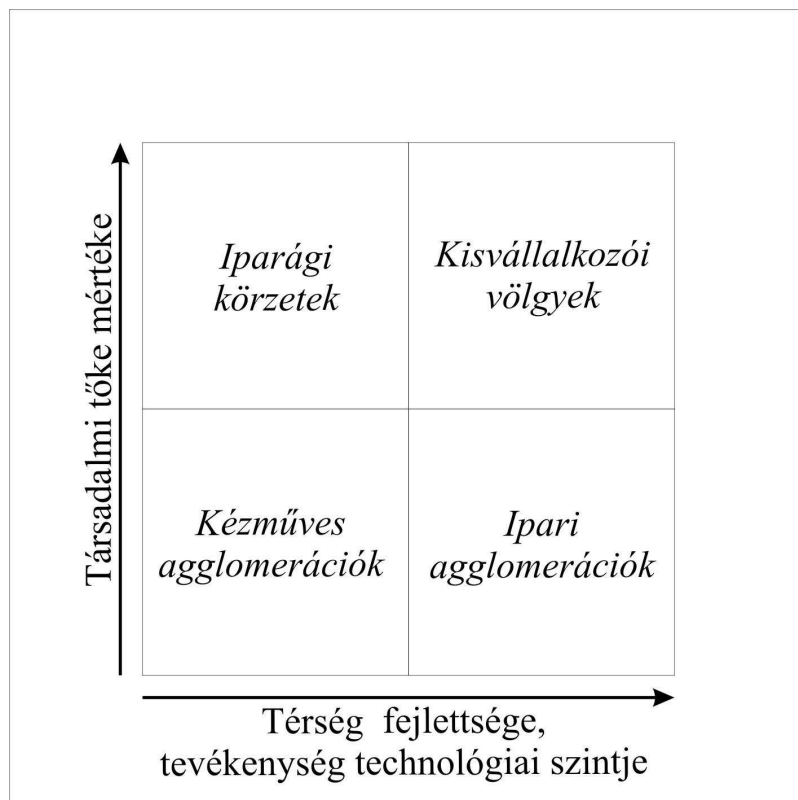 Társadalmi tőke mértéke
Iparági
körzetek
Kisvállalkozói
völgyek
Kézműves
agglomerációk
Ipari
agglomerációk
Térség fejlettsége,
tevékenység technológiai szintje